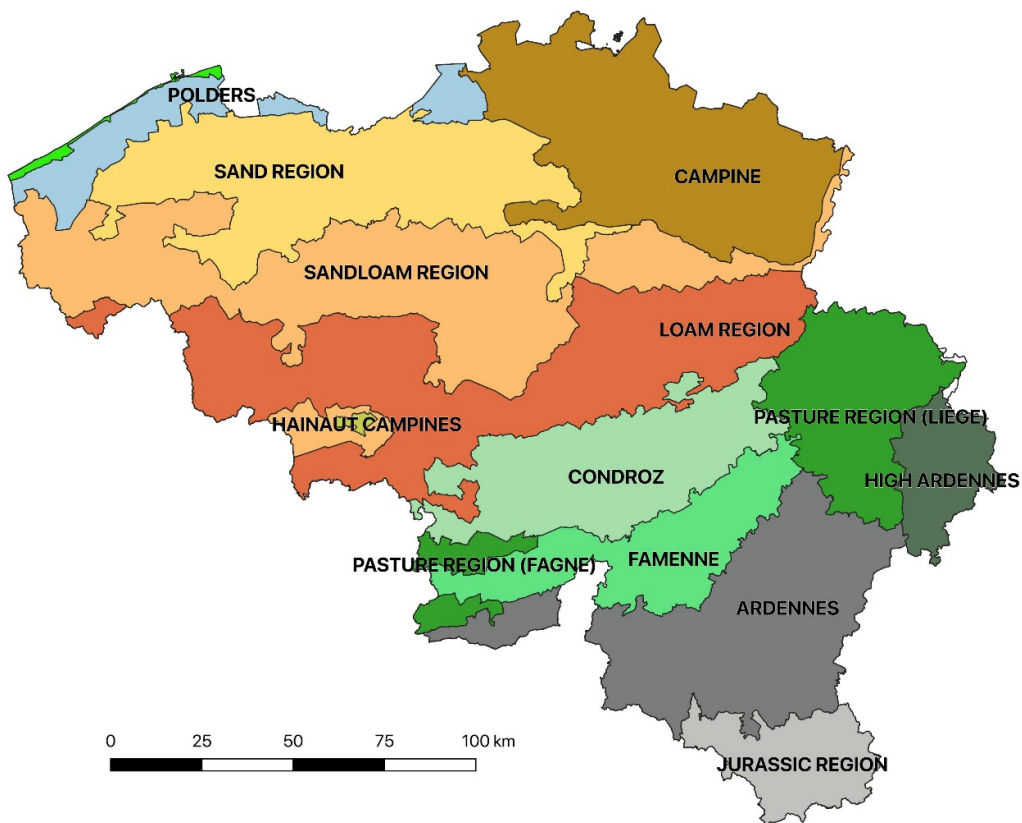 POLDERS
SAND REGION
CAMPINE
SANDLOAM REGION
LOAM REGION
HAINAUT CAMPINES
PASTURE REGION (LIEGE)
CONDROZ
HIGH ARDENNES
PASTURE REGION (FAGNE)
FAMENNE
ARDENNES
0 25 50 75 100 km
JURASSIC REGION